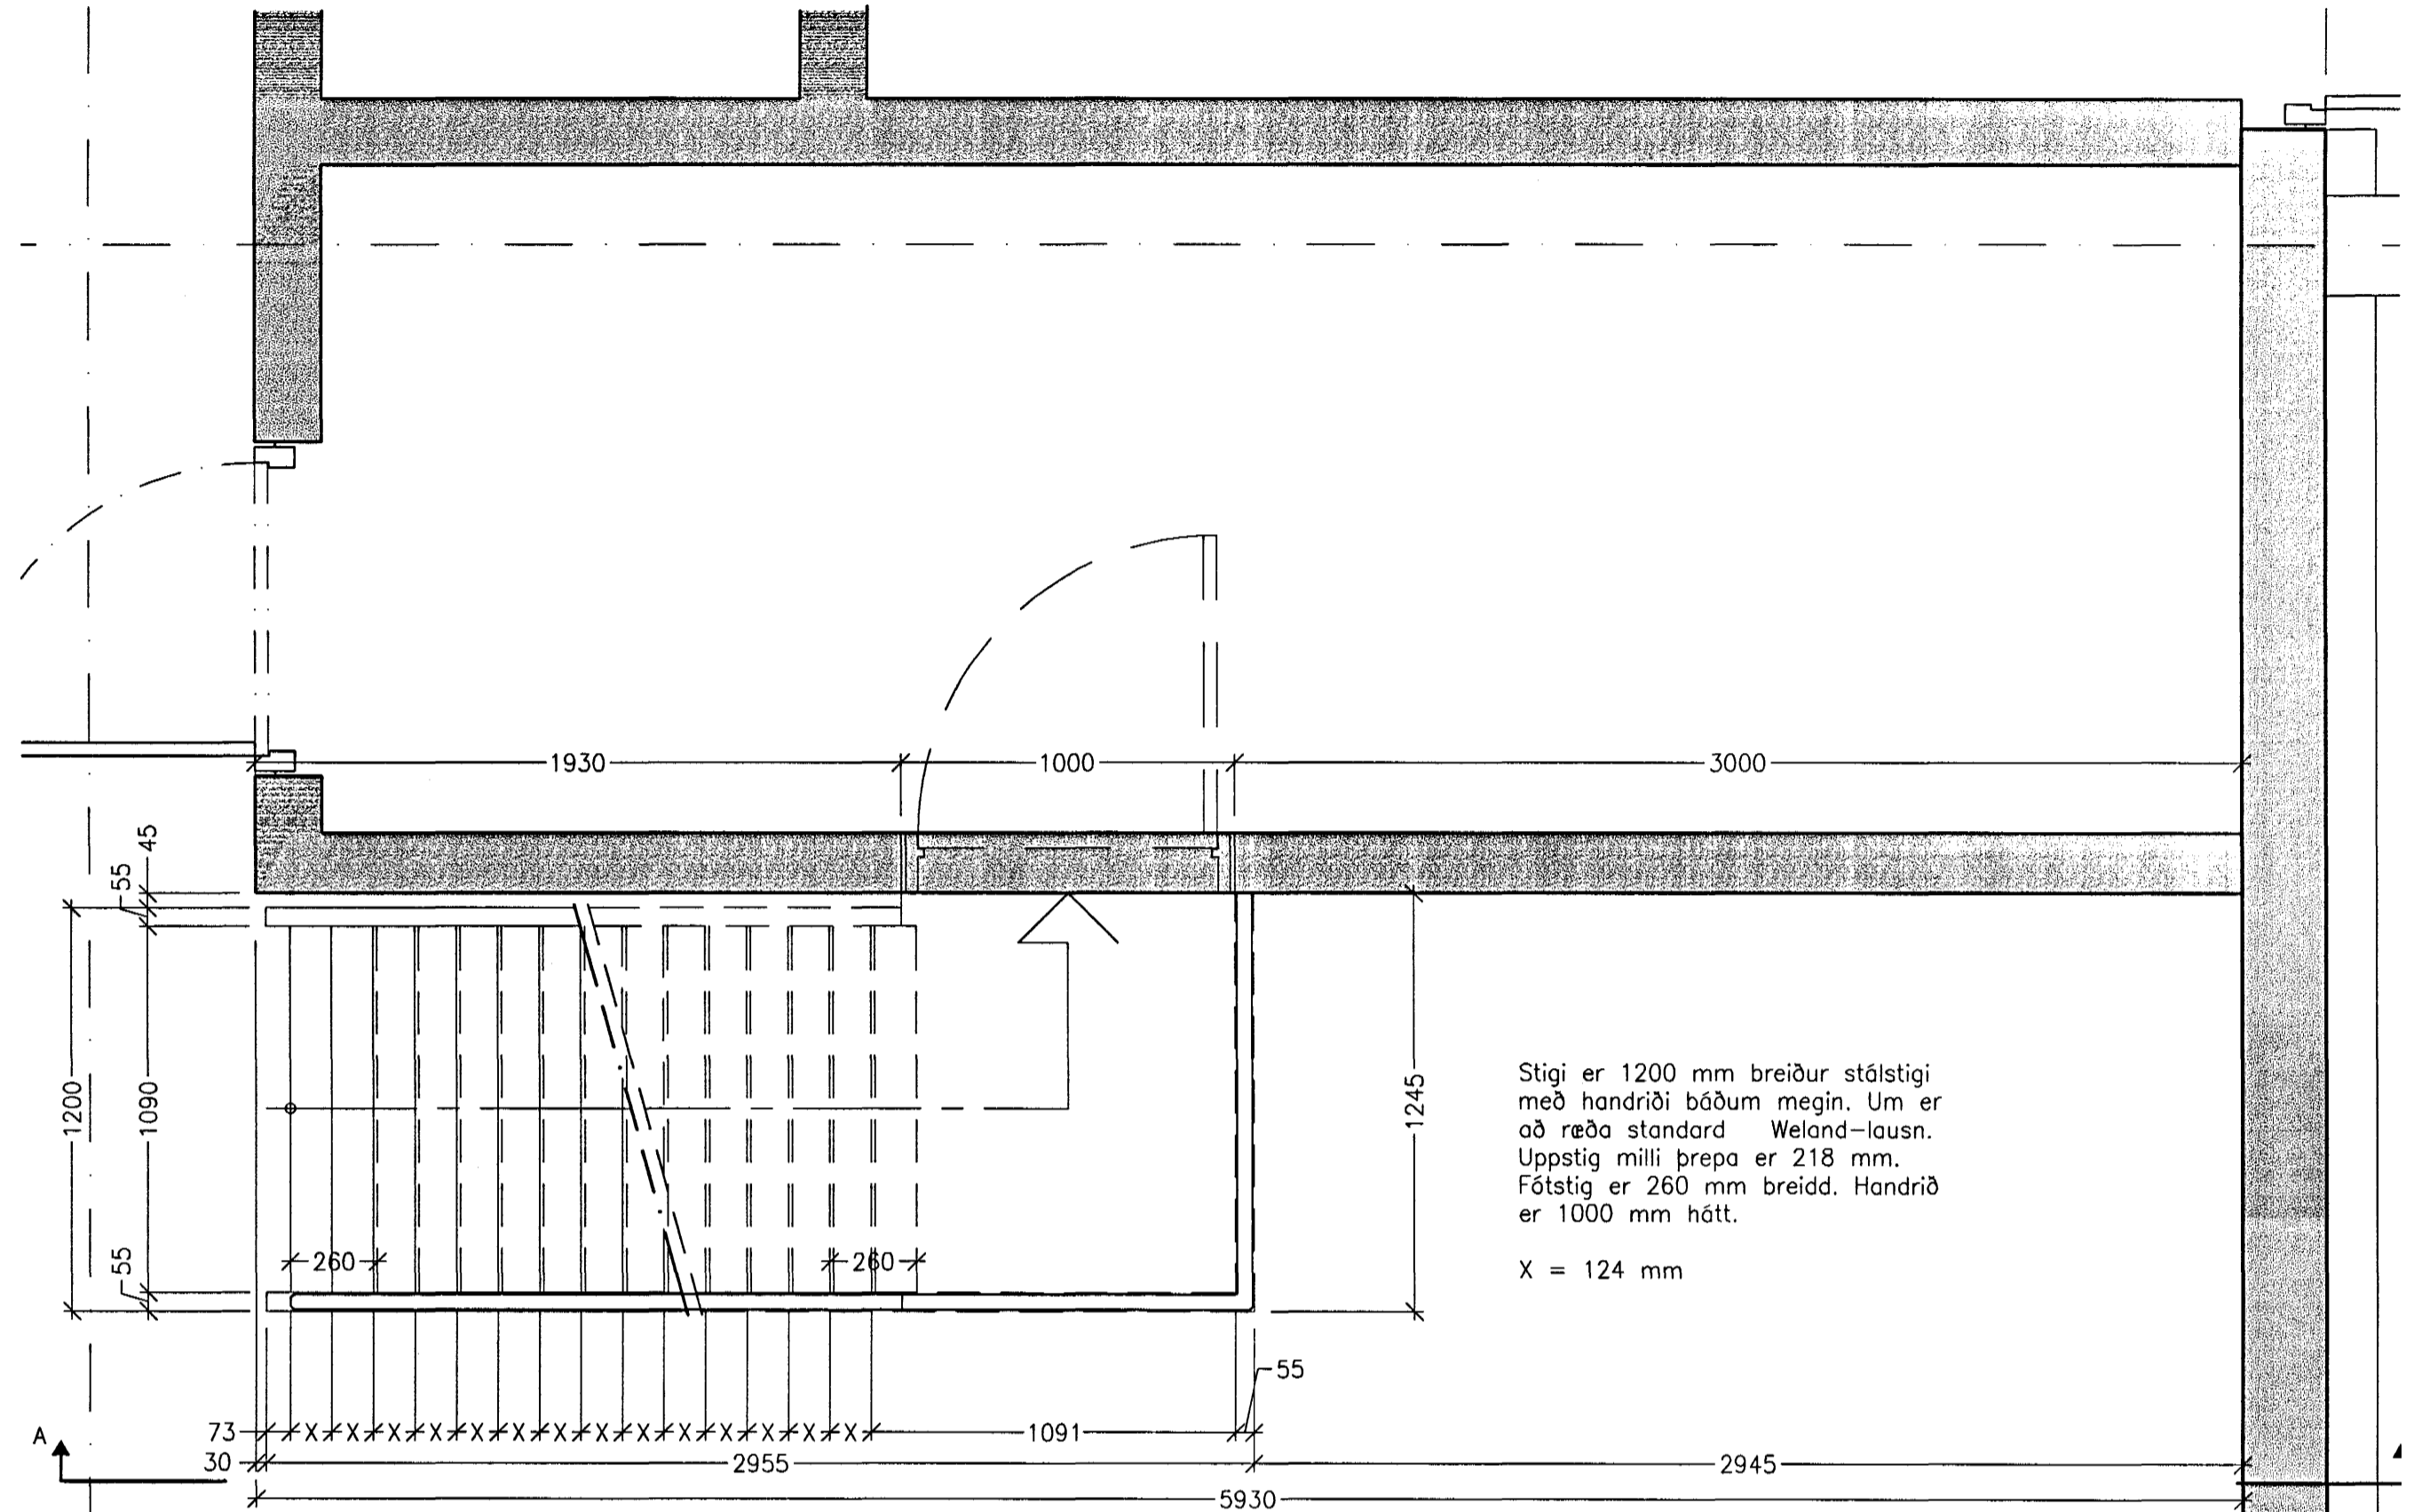 1930
1000
3000
45
55
1200
1090
1245
Stigi er 1200 mm breiður stálstigi
með handriði báðum megin. Um er
að ræða standard Weland-lausn.
Uppstig milli þrepa er 218 mm.
Fótstig er 260 mm breidd. Handrið
er 1000 mm hátt.
X = 124 mm
260
260
55
55
73 X X X X X X X X X X X X X X 1091
A
30 2955 2945
5930